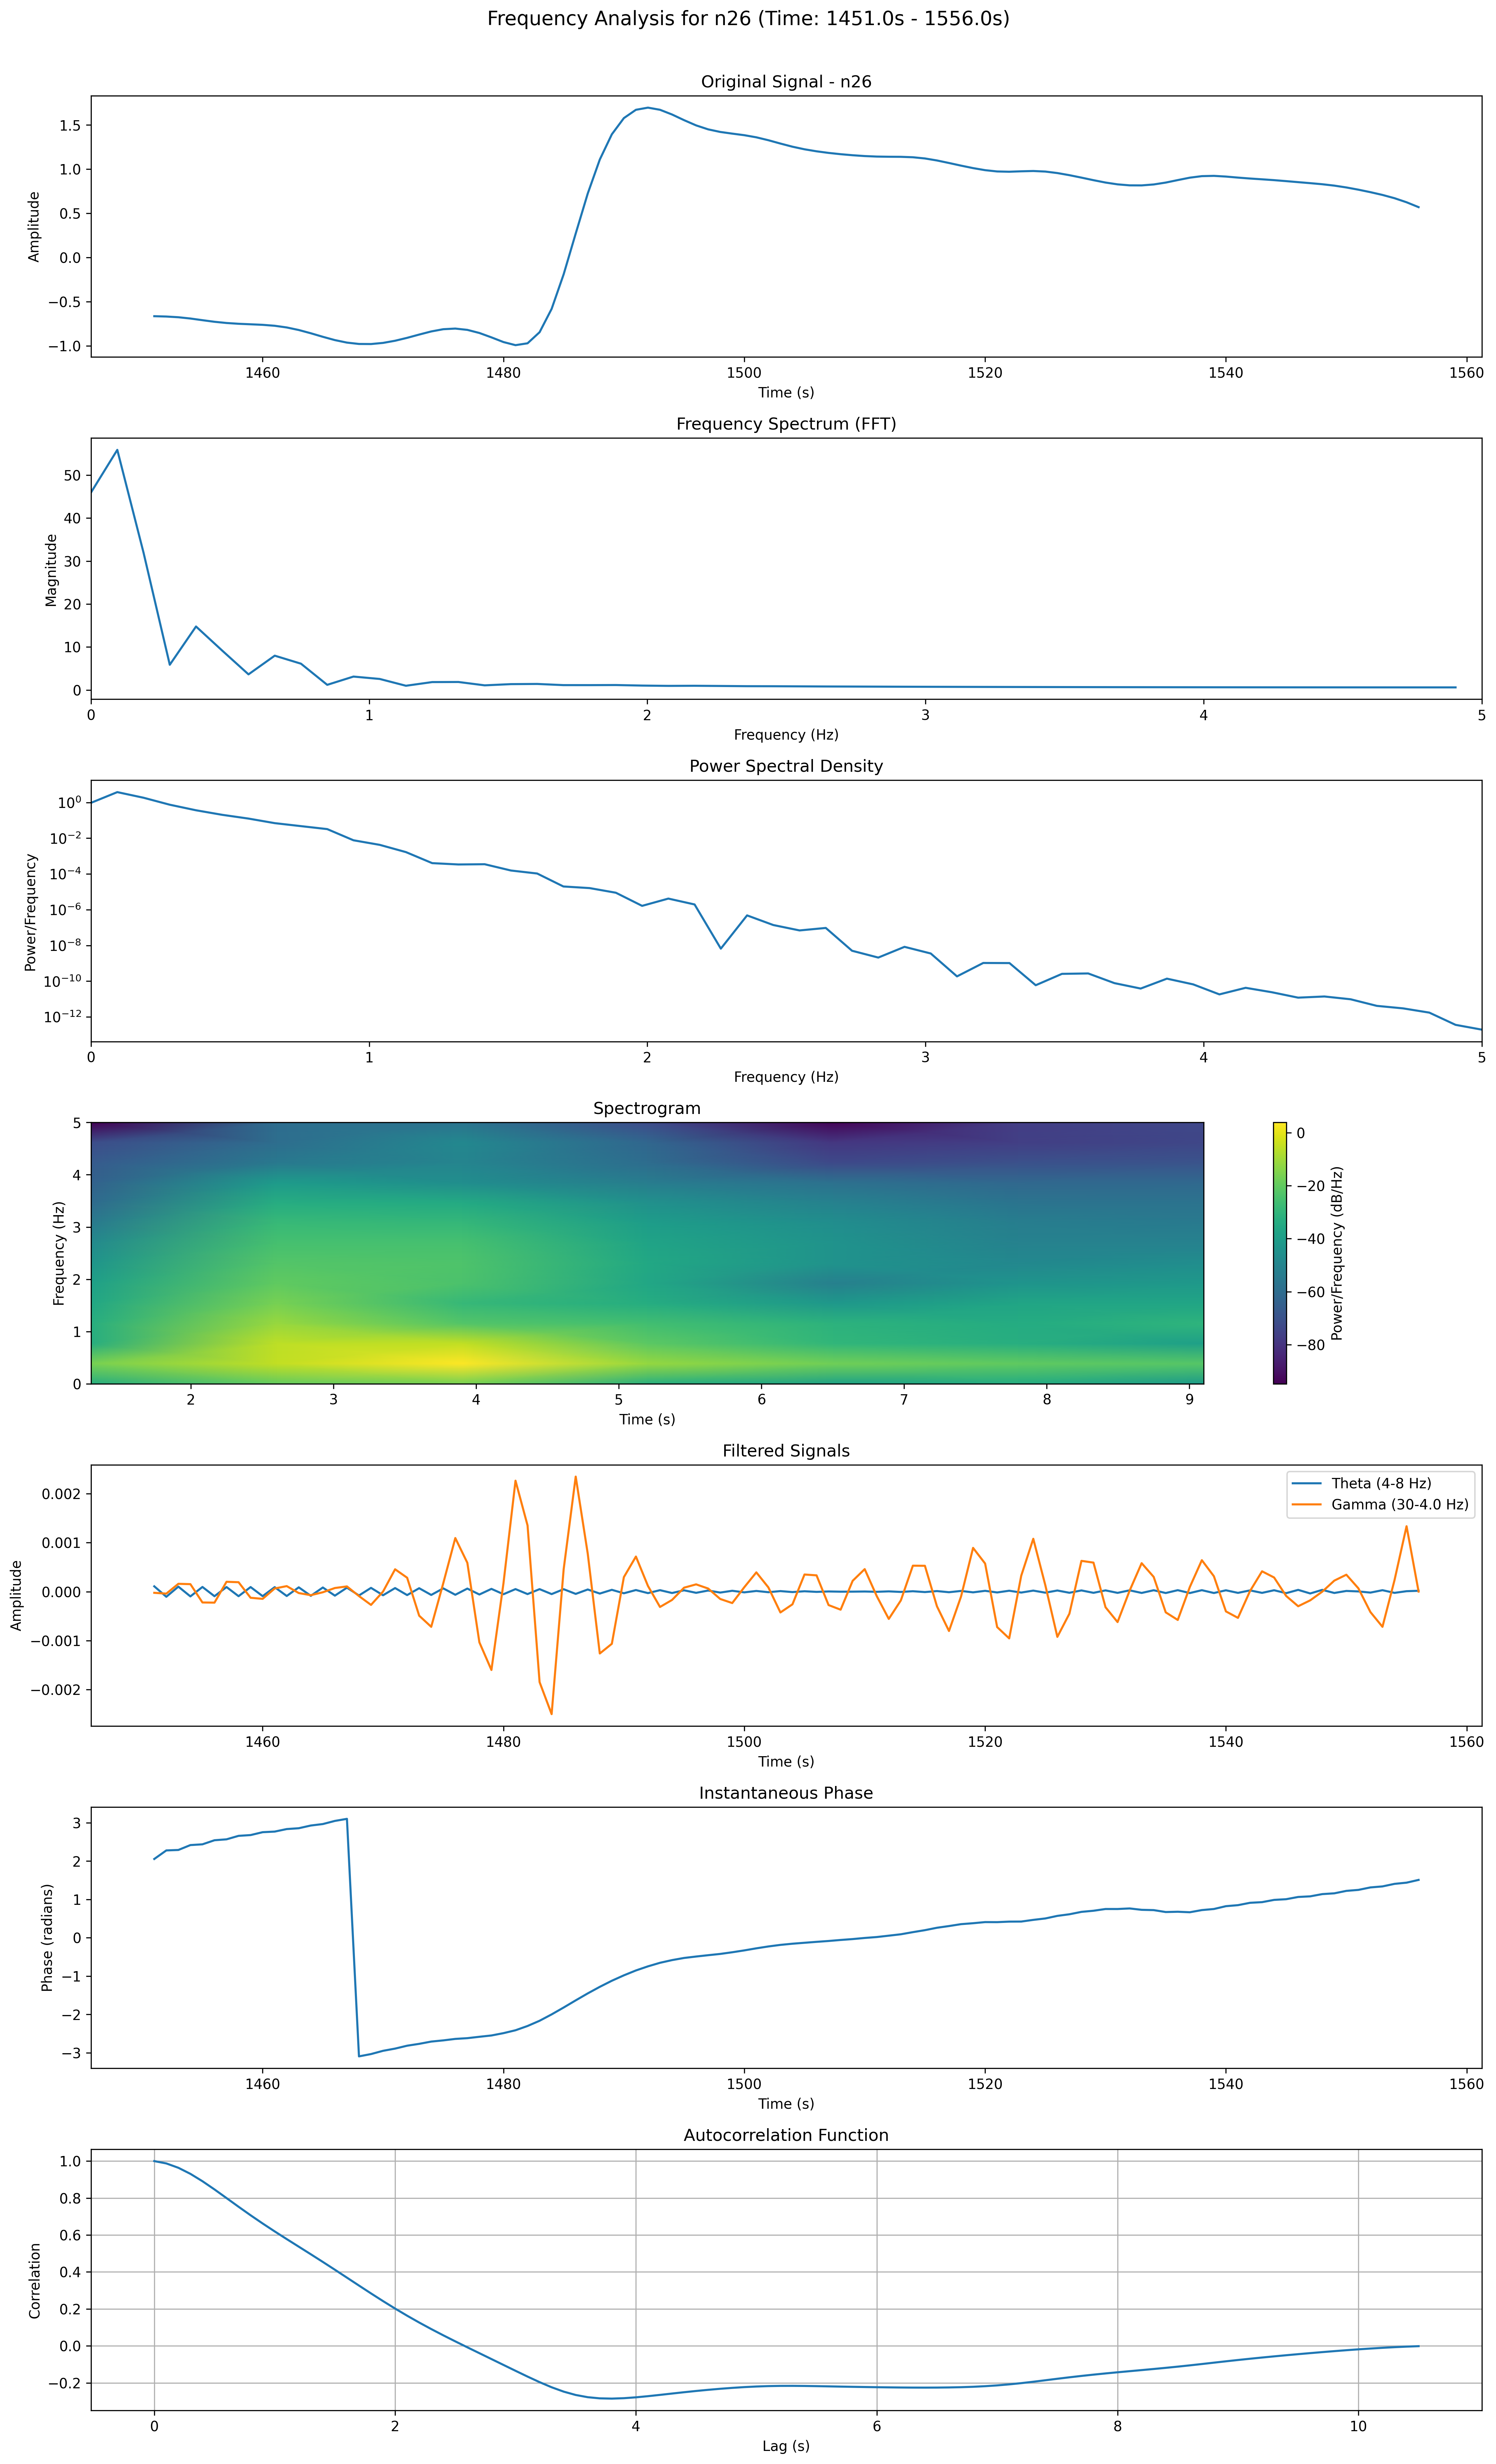 Frequency Analysis for n26 (Time: 1451.0s - 1556.0s)
Original Signal - n26
Amplitude
1.5
1.0
0.5
0.0
−0.5
−1.0
1460 1480 1500 1520 1540 1560
Time (s)
Frequency Spectrum (FFT)
Magnitude
50
40
30
20
10
0
0 1 2 3 4 5
Frequency (Hz)
Power Spectral Density
Power/Frequency
10⁰
10⁻²
10⁻⁴
10⁻⁶
10⁻⁸
10⁻¹⁰
10⁻¹²
0 1 2 3 4 5
Frequency (Hz)
Spectrogram
Frequency (Hz)
5
4
3
2
1
0
2 3 4 5 6 7 8 9
Time (s)
0
−20
−40
−60
−80
Power/Frequency (dB/Hz)
Filtered Signals
Amplitude
0.002
0.001
0.000
−0.001
−0.002
Theta (4-8 Hz)
Gamma (30-4.0 Hz)
1460 1480 1500 1520 1540 1560
Time (s)
Instantaneous Phase
Phase (radians)
3
2
1
0
−1
−2
−3
1460 1480 1500 1520 1540 1560
Time (s)
Autocorrelation Function
Correlation
1.0
0.8
0.6
0.4
0.2
0.0
−0.2
0 2 4 6 8 10
Lag (s)